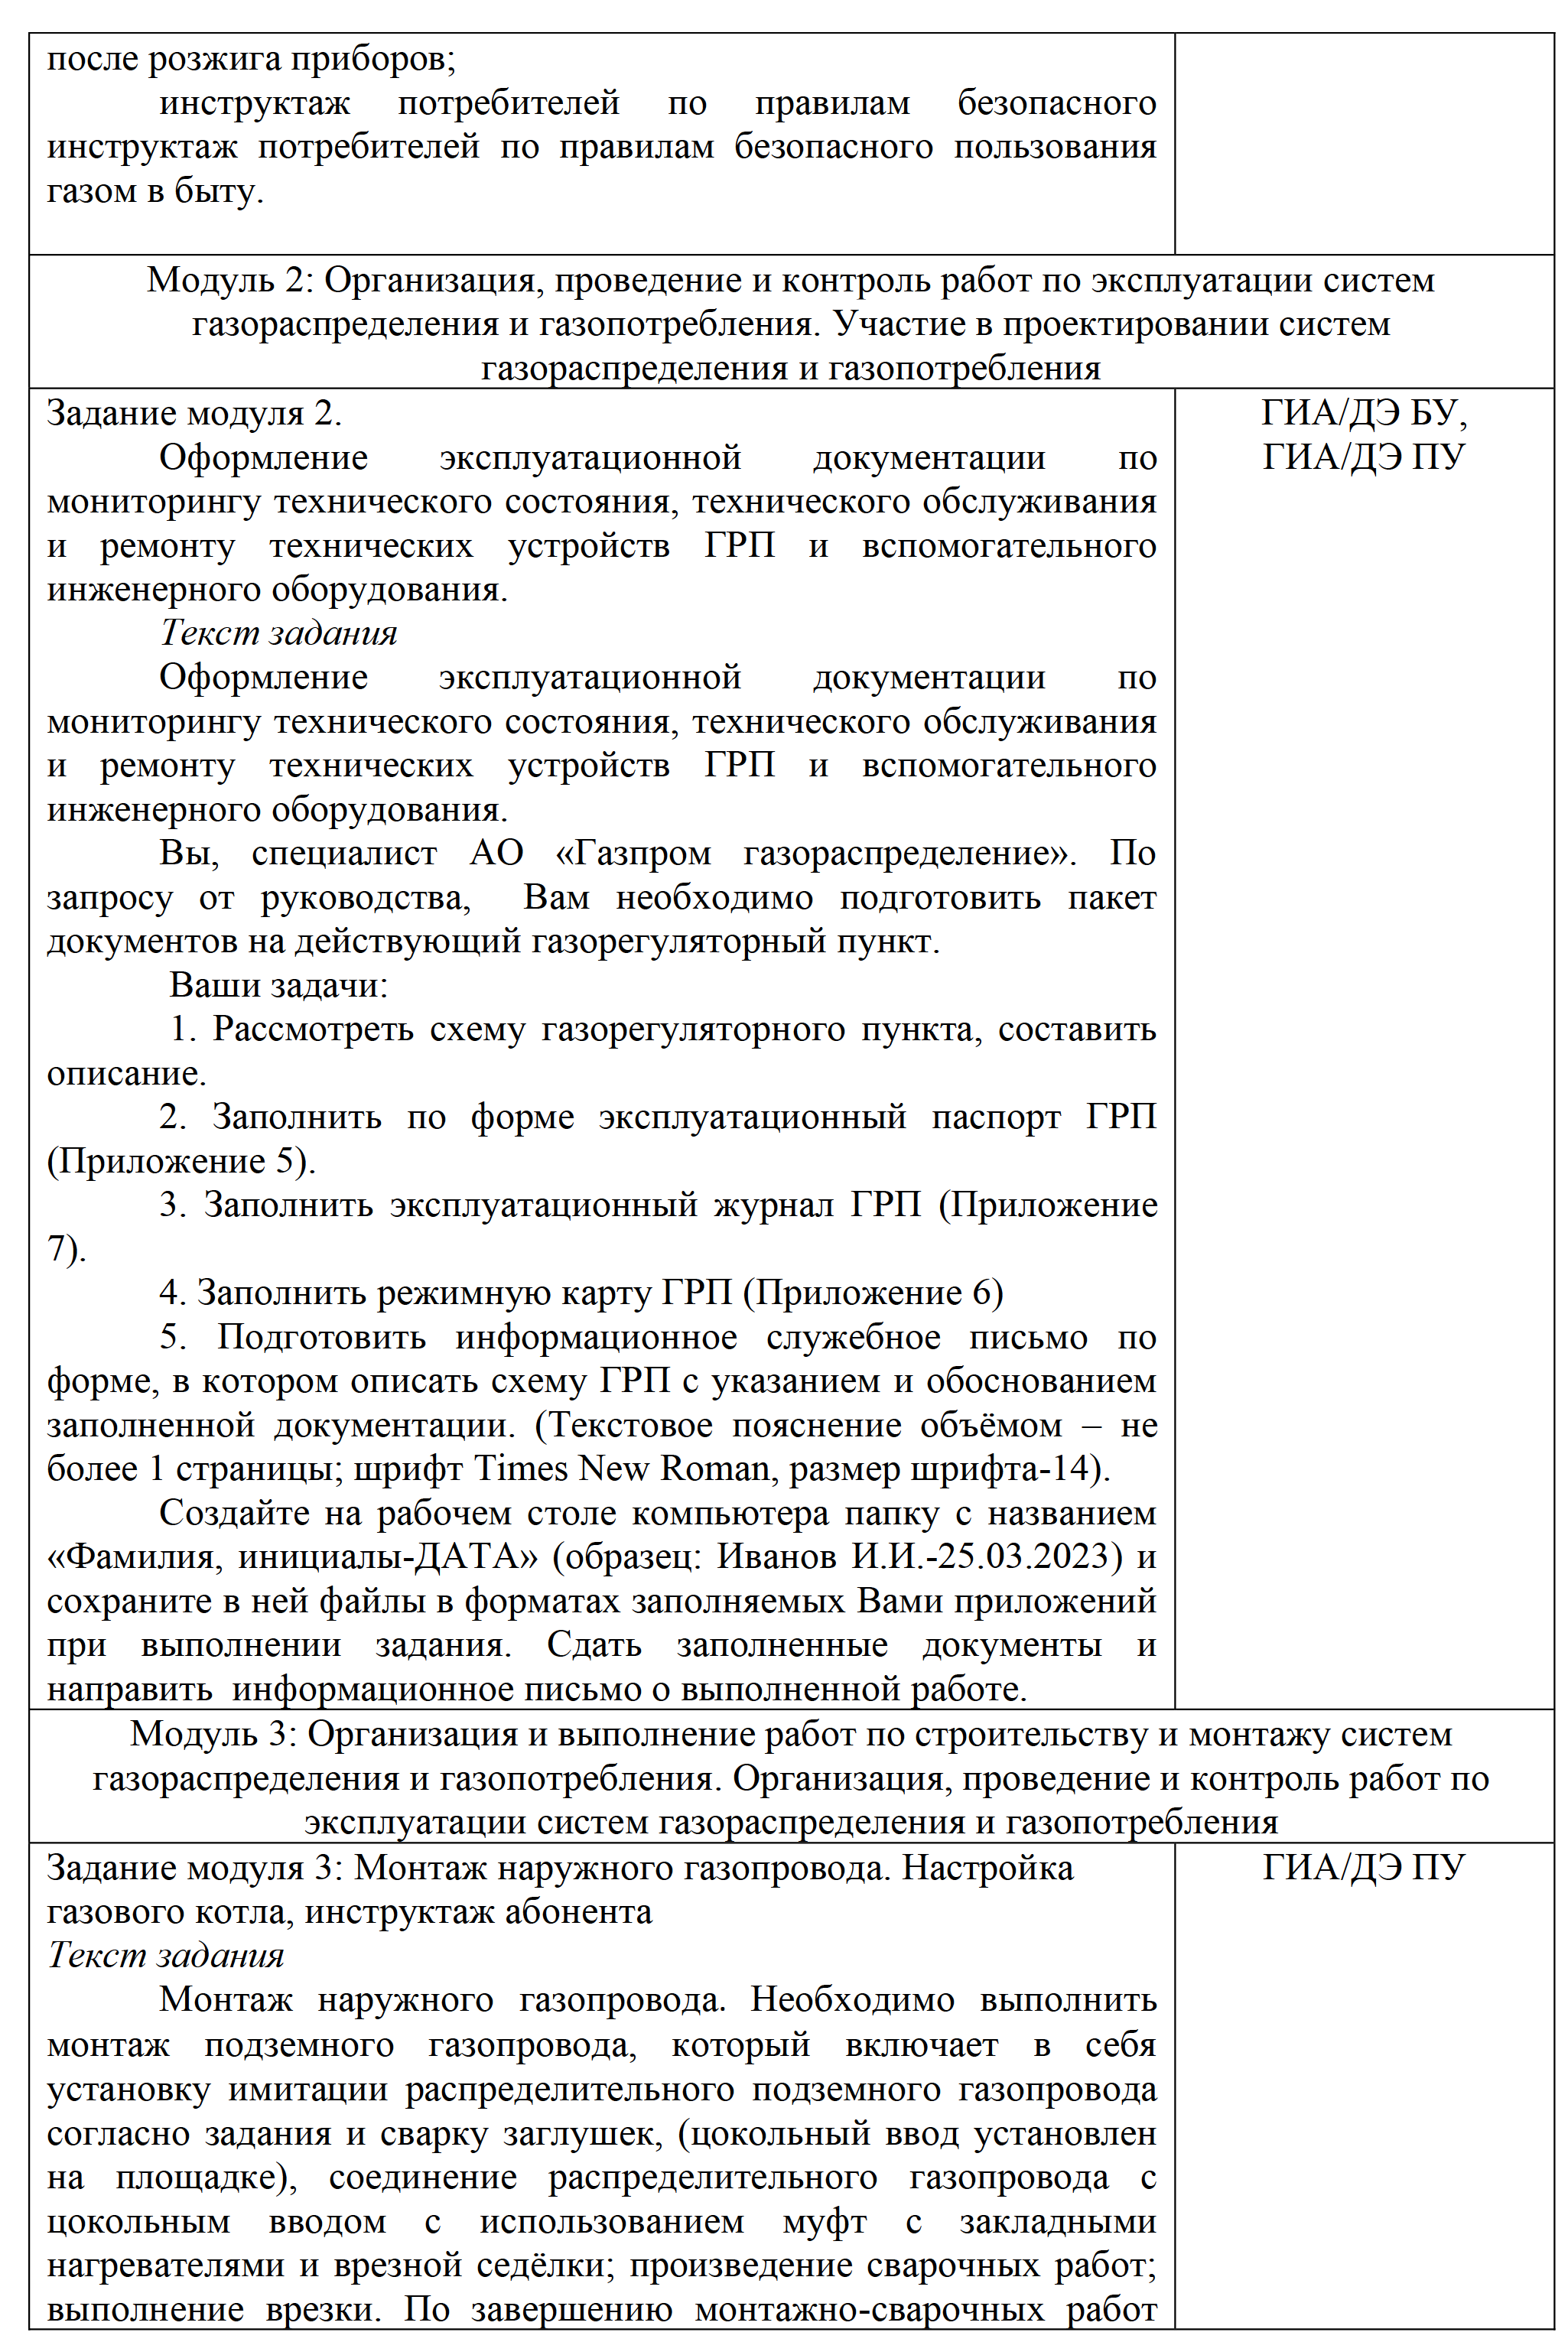 после розжига приборов;
инструктаж потребителей по правилам безопасного
инструктаж потребителей по правилам безопасного пользования
газом в быту.
Модуль 2: Организация, проведение и контроль работ по эксплуатации систем
газораспределения и газопотребления. Участие в проектировании систем
газораспределения и газопотребления
Задание модуля 2.
ГИА/ДЭ БУ,
ГИА/ДЭ ПУ
Оформление эксплуатационной документации по
мониторингу технического состояния, технического обслуживания
и ремонту технических устройств ГРП и вспомогательного
инженерного оборудования.
Текст задания
Оформление эксплуатационной документации по
мониторингу технического состояния, технического обслуживания
и ремонту технических устройств ГРП и вспомогательного
инженерного оборудования.
Вы, специалист АО «Газпром газораспределение». По
запросу от руководства, Вам необходимо подготовить пакет
документов на действующий газорегуляторный пункт.
Ваши задачи:
1. Рассмотреть схему газорегуляторного пункта, составить
описание.
2. Заполнить по форме эксплуатационный паспорт ГРП
(Приложение 5).
3. Заполнить эксплуатационный журнал ГРП (Приложение
7).
4. Заполнить режимную карту ГРП (Приложение 6)
5. Подготовить информационное служебное письмо по
форме, в котором описать схему ГРП с указанием и обоснованием
заполненной документации. (Текстовое пояснение объёмом – не
более 1 страницы; шрифт Times New Roman, размер шрифта-14).
Создайте на рабочем столе компьютера папку с названием
«Фамилия, инициалы-ДАТА» (образец: Иванов И.И.-25.03.2023) и
сохраните в ней файлы в форматах заполняемых Вами приложений
при выполнении задания. Сдать заполненные документы и
направить информационное письмо о выполненной работе.
Модуль 3: Организация и выполнение работ по строительству и монтажу систем
газораспределения и газопотребления. Организация, проведение и контроль работ по
эксплуатации систем газораспределения и газопотребления
Задание модуля 3: Монтаж наружного газопровода. Настройка
газового котла, инструктаж абонента
ГИА/ДЭ ПУ
Текст задания
Монтаж наружного газопровода. Необходимо выполнить
монтаж подземного газопровода, который включает в себя
установку имитации распределительного подземного газопровода
согласно задания и сварку заглушек, (цокольный ввод установлен
на площадке), соединение распределительного газопровода с
цокольным вводом с использованием муфт с закладными
нагревателями и врезной седёлки; произведение сварочных работ;
выполнение врезки. По завершению монтажно-сварочных работ